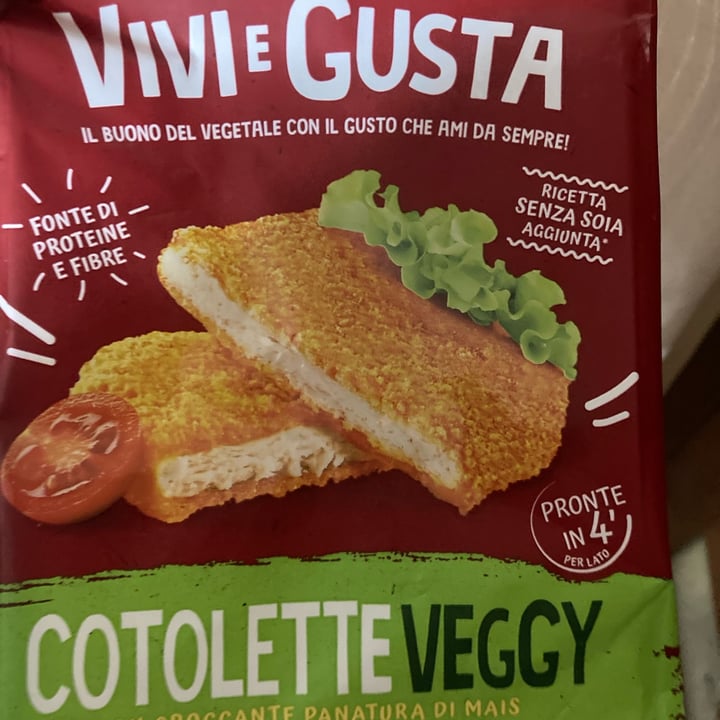 VIVI E GUSTA
IL BUONO DEL VEGETALE CON IL GUSTO CHE AMI DA SEMPRE!
FONTE DI
PROTEINE
E FIBRE
RICETTA
SENZA SOIA
AGGIUNTA*
PRONTE
IN 4'
PER LATO
COTOLETTE VEGGY
CROCCANTE PANATURA DI MAIS